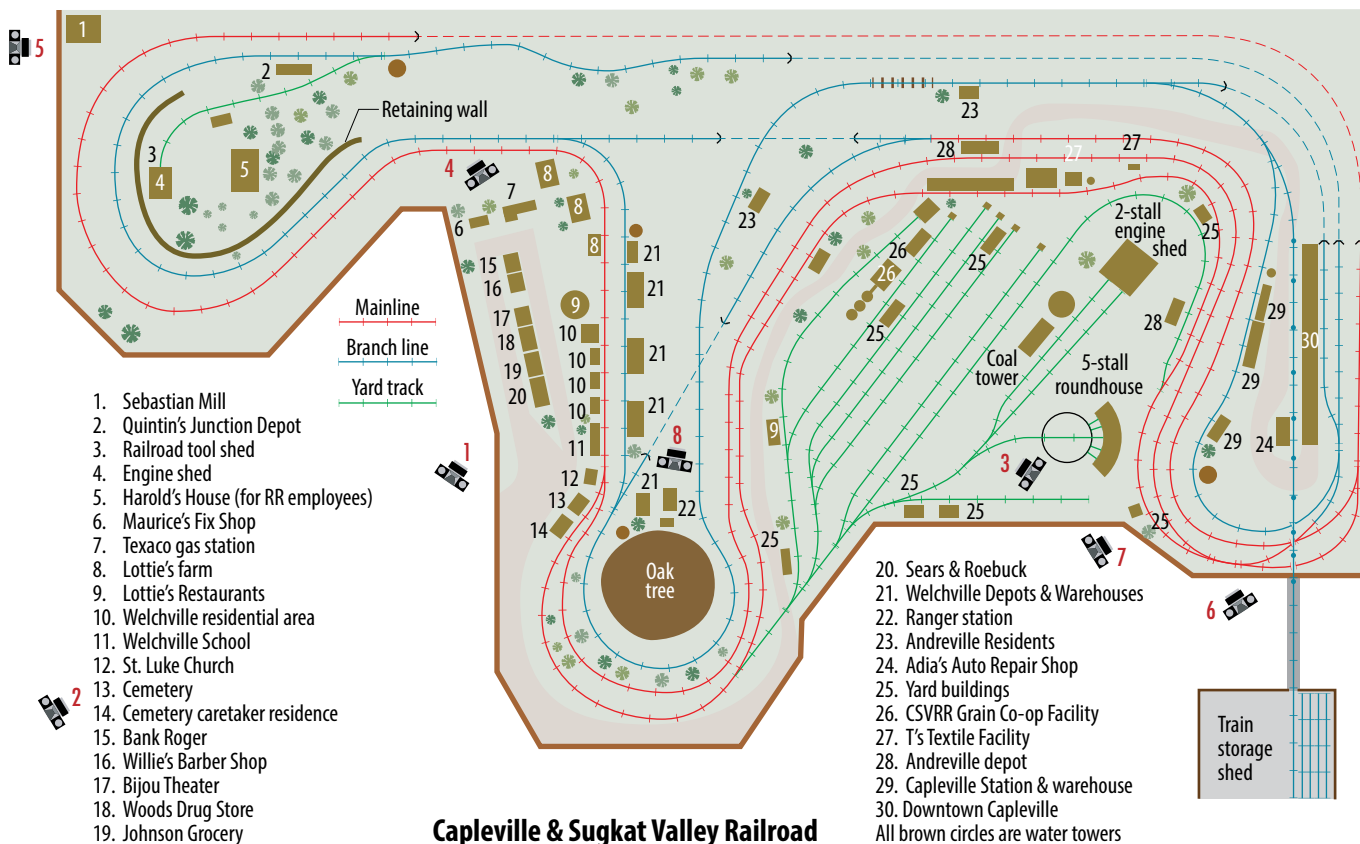 1
5
2
Retaining wall
3
4
5
4
7
6
8
8
8
23
28
27
27
23
2-stall
engine
shed
25
26
25
26
25
15
16
17
18
19
20
21
21
21
21
9
10
10
10
10
11
12
13
14
21
22
8
1
9
25
Coal
tower
28
5-stall
roundhouse
3
25
25
25
29
29
29
30
24
7
6
2
Mainline
Branch line
Yard track
Oak
tree
Train
storage
shed
1. Sebastian Mill
2. Quintin's Junction Depot
3. Railroad tool shed
4. Engine shed
5. Harold's House (for RR employees)
6. Maurice's Fix Shop
7. Texaco gas station
8. Lottie's farm
9. Lottie's Restaurants
10. Welchville residential area
11. Welchville School
12. St. Luke Church
13. Cemetery
14. Cemetery caretaker residence
15. Bank Roger
16. Willie's Barber Shop
17. Bijou Theater
18. Woods Drug Store
19. Johnson Grocery
20. Sears & Roebuck
21. Welchville Depots & Warehouses
22. Ranger station
23. Andreville Residents
24. Adia's Auto Repair Shop
25. Yard buildings
26. CSVRR Grain Co-op Facility
27. T's Textile Facility
28. Andreville depot
29. Capleville Station & warehouse
30. Downtown Capleville
All brown circles are water towers
Capleville & Sugkat Valley Railroad